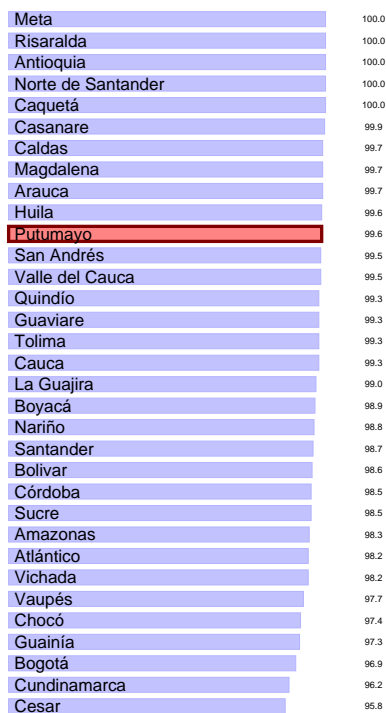 Meta 100.0
Risaralda 100.0
Antioquia 100.0
Norte de Santander 100.0
Caquetá 100.0
Casanare 99.9
Caldas 99.7
Magdalena 99.7
Arauca 99.7
Huila 99.6
Putumayo 99.6
San Andrés 99.5
Valle del Cauca 99.5
Quindío 99.3
Guaviare 99.3
Tolima 99.3
Cauca 99.3
La Guajira 99.0
Boyacá 98.9
Nariño 98.8
Santander 98.7
Bolivar 98.6
Córdoba 98.5
Sucre 98.5
Amazonas 98.3
Atlántico 98.2
Vichada 98.2
Vaupés 97.7
Chocó 97.4
Guainía 97.3
Bogotá 96.9
Cundinamarca 96.2
Cesar 95.8